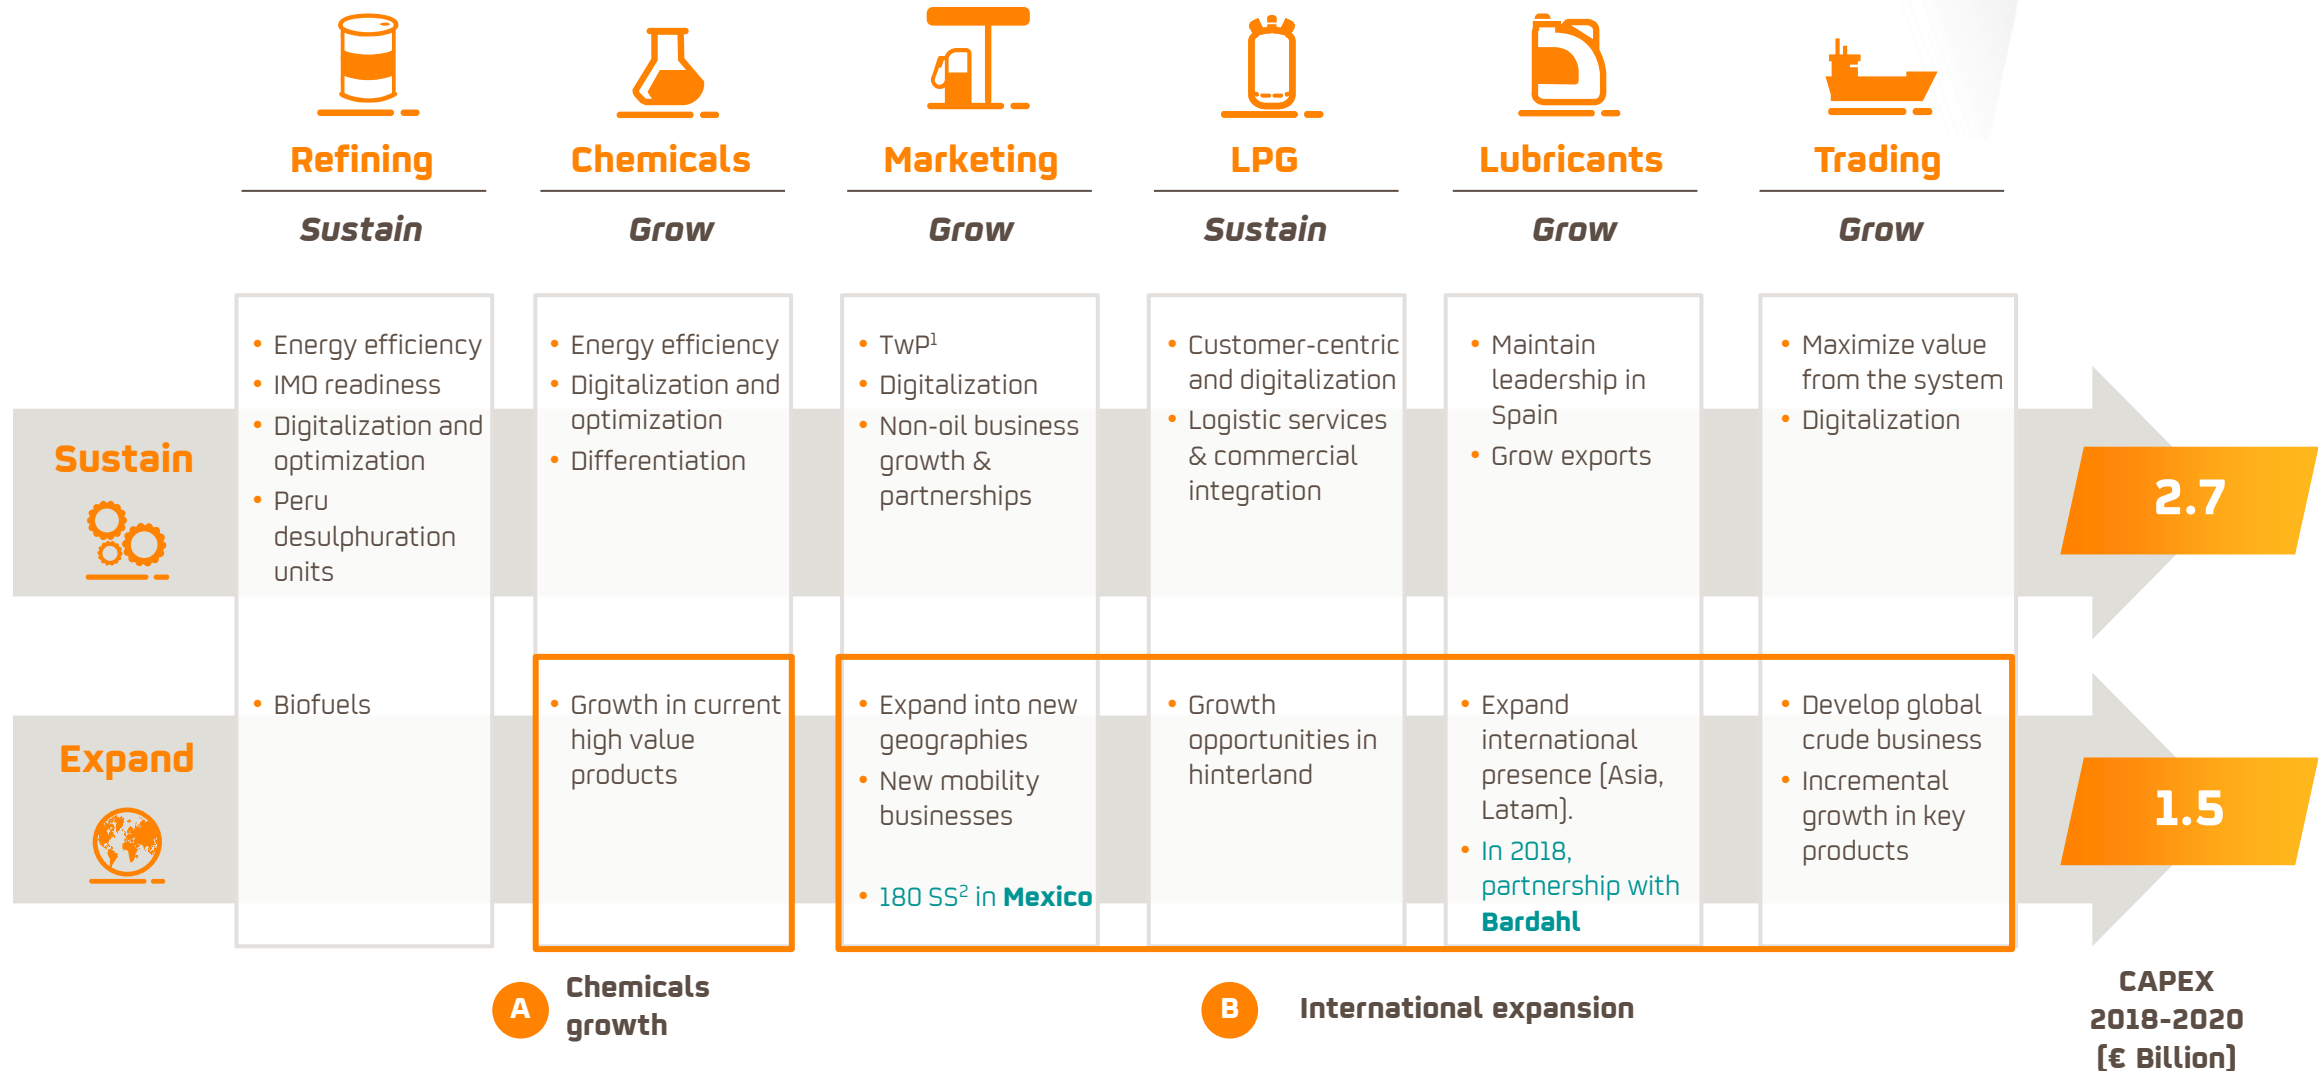 Refining
Sustain
Chemicals
Grow
Marketing
Grow
LPG
Sustain
Lubricants
Grow
Trading
Grow
Sustain
• Energy efficiency
• IMO readiness
• Digitalization and
optimization
• Peru
desulphuration
units
• Energy efficiency
• Digitalization and
optimization
• Differentiation
• TwP¹
• Digitalization
• Non-oil business
growth &
partnerships
• Customer-centric
and digitalization
• Logistic services
& commercial
integration
• Maintain
leadership in
Spain
• Grow exports
• Maximize value
from the system
• Digitalization
2.7
Expand
• Biofuels
• Growth in current
high value
products
• Expand into new
geographies
• New mobility
businesses
• 180 SS² in Mexico
• Growth
opportunities in
hinterland
• Expand
international
presence (Asia,
Latam).
• In 2018,
partnership with
Bardahl
• Develop global
crude business
• Incremental
growth in key
products
1.5
A
Chemicals
growth
B
International expansion
CAPEX
2018-2020
(€ Billion)